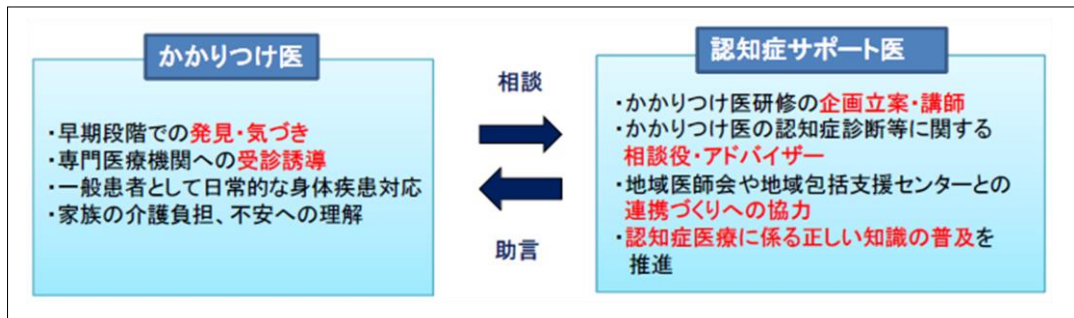 かかりつけ医
・早期段階での発見・気づき
・専門医療機関への受診誘導
・一般患者として日常的な身体疾患対応
・家族の介護負担、不安への理解
相談
助言
認知症サポート医
・かかりつけ医研修の企画立案・講師
・かかりつけ医の認知症診断等に関する
相談役・アドバイザー
・地域医師会や地域包括支援センターとの
連携づくりへの協力
・認知症医療に係る正しい知識の普及を
推進